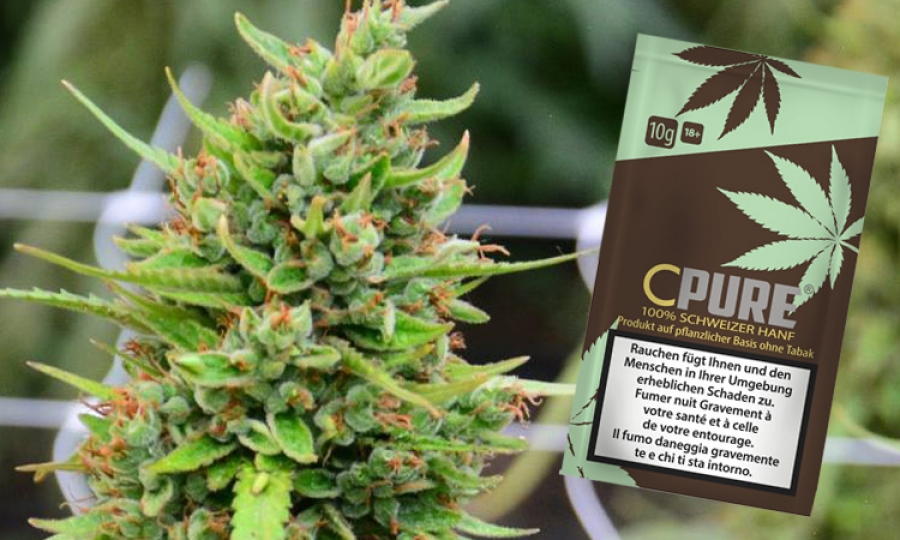 10g 18+
CPURE®
100% SCHWEIZER HANF
Produkt auf pflanzlicher Basis ohne Tabak
Rauchen fügt Ihnen und den
Menschen in Ihrer Umgebung
erheblichen Schaden zu.
Fumer nuit Gravement à
votre santé et à celle
de votre entourage.
Il fumo daneggia gravemente
te e chi ti sta intorno.